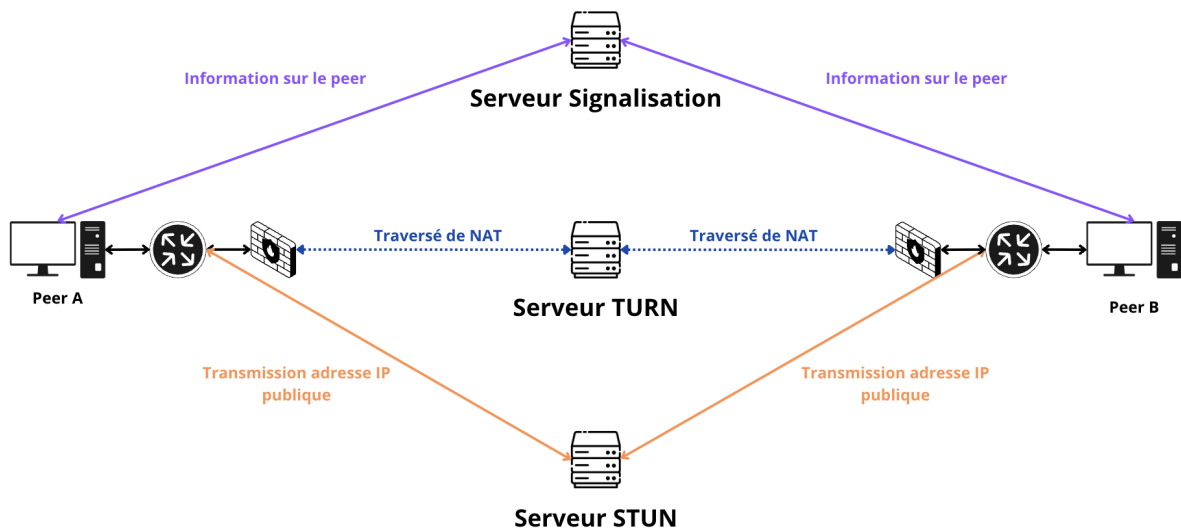 Information sur le peer
Information sur le peer
Serveur Signalisation
Traversé de NAT
Traversé de NAT
Peer A
Serveur TURN
Peer B
Transmission adresse IP
publique
Transmission adresse IP
publique
Serveur STUN